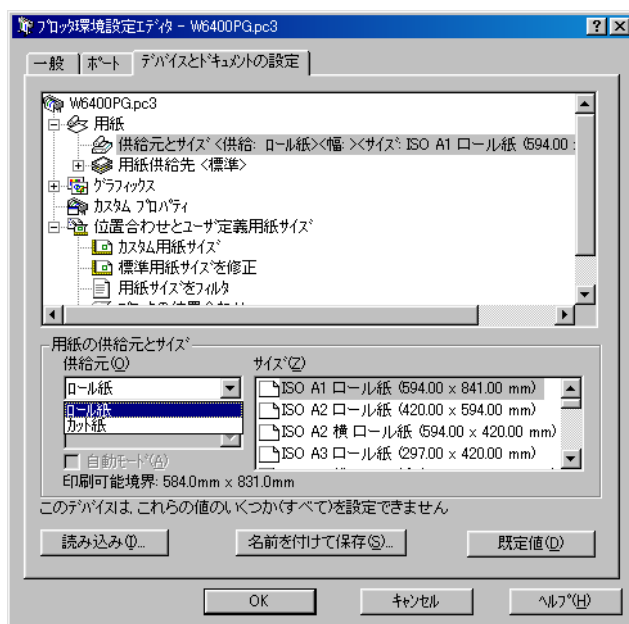 プロッタ環境設定エディタ - W6400PG.pc3
一般
ポート
デバイスとドキュメントの設定
W6400PG.pc3
用紙
供給元とサイズ <供給: ロール紙><幅: ><サイズ: ISO A1 ロール紙 (594.00 :
用紙供給先 <標準>
グラフィックス
カスタム プロパティ
位置合わせとユーザ定義用紙サイズ
カスタム用紙サイズ
標準用紙サイズを修正
用紙サイズをフィルタ
用紙の供給元とサイズ
供給元(O)
ロール紙
ロール紙
カット紙
自動モード(A)
サイズ(Z)
ISO A1 ロール紙 (594.00 x 841.00 mm)
ISO A2 ロール紙 (420.00 x 594.00 mm)
ISO A2 横 ロール紙 (594.00 x 420.00 mm)
ISO A3 ロール紙 (297.00 x 420.00 mm)
印刷可能境界: 584.0mm x 831.0mm
このデバイスは、これらの値のいくつか(すべて)を設定できません
読み込み(I)...
名前を付けて保存(S)...
既定値(D)
OK
キャンセル
ヘルプ(H)